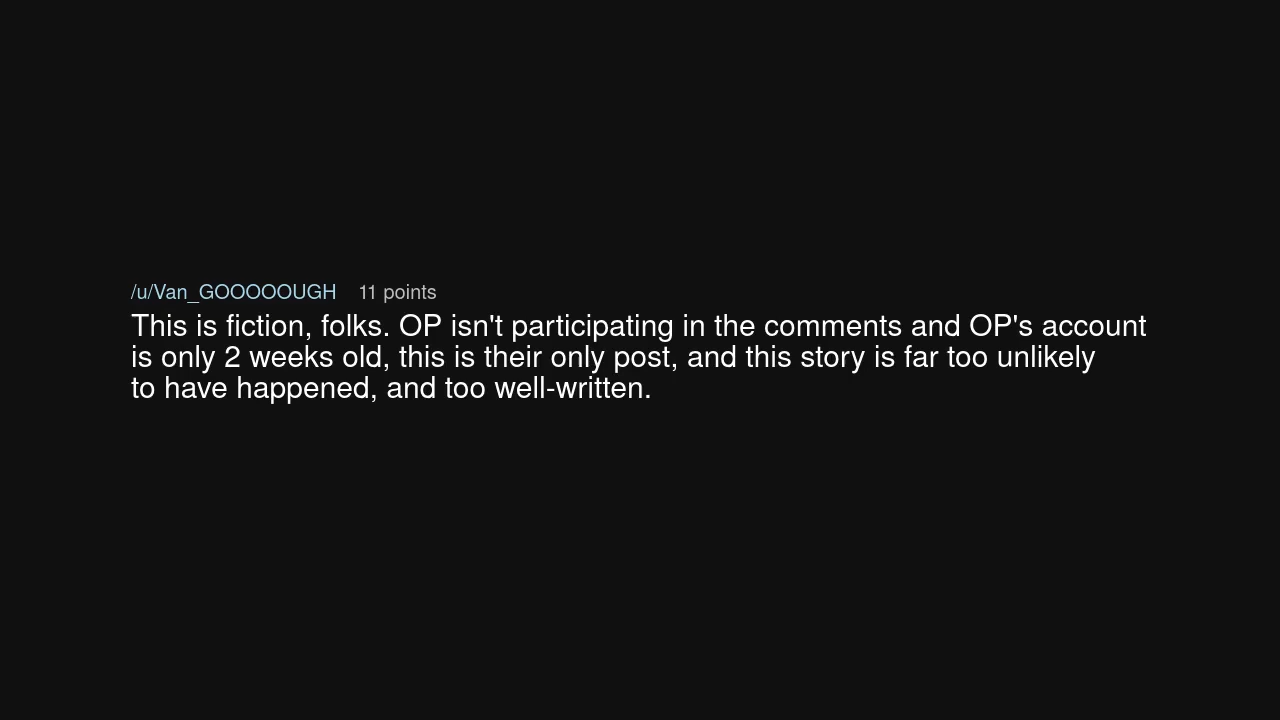 /u/Van_GOOOOOUGH 11 points
This is fiction, folks. OP isn't participating in the comments and OP's account
is only 2 weeks old, this is their only post, and this story is far too unlikely
to have happened, and too well-written.